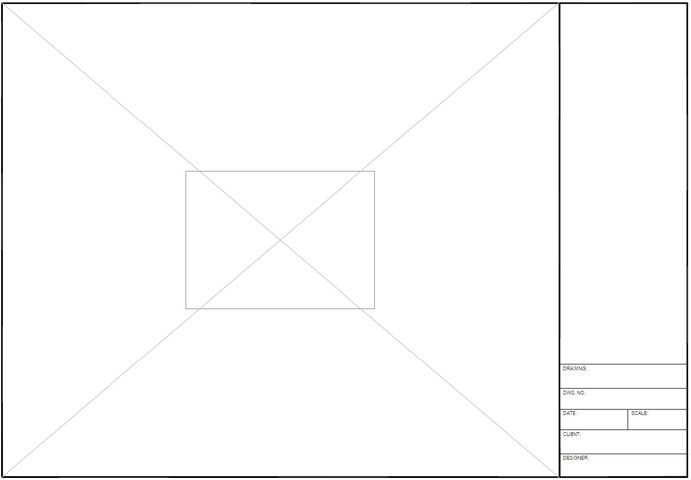 DRAWING:
DWG. NO.:
DATE: SCALE:
CLIENT:
DESIGNER: